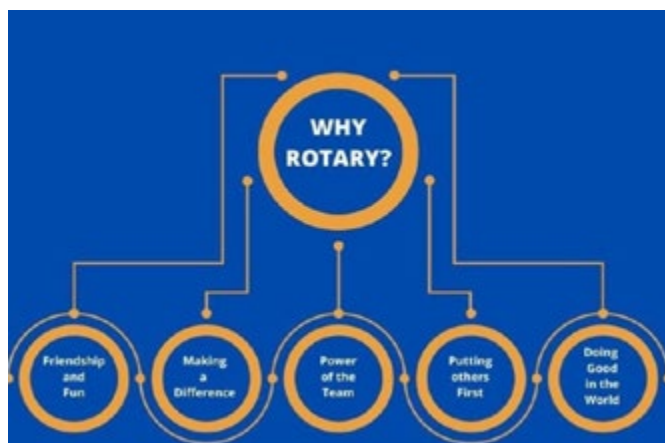 WHY
ROTARY?
Friendship
and
Fun
Making
a
Difference
Power
of the
Team
Putting
others
First
Doing
Good
in the
World